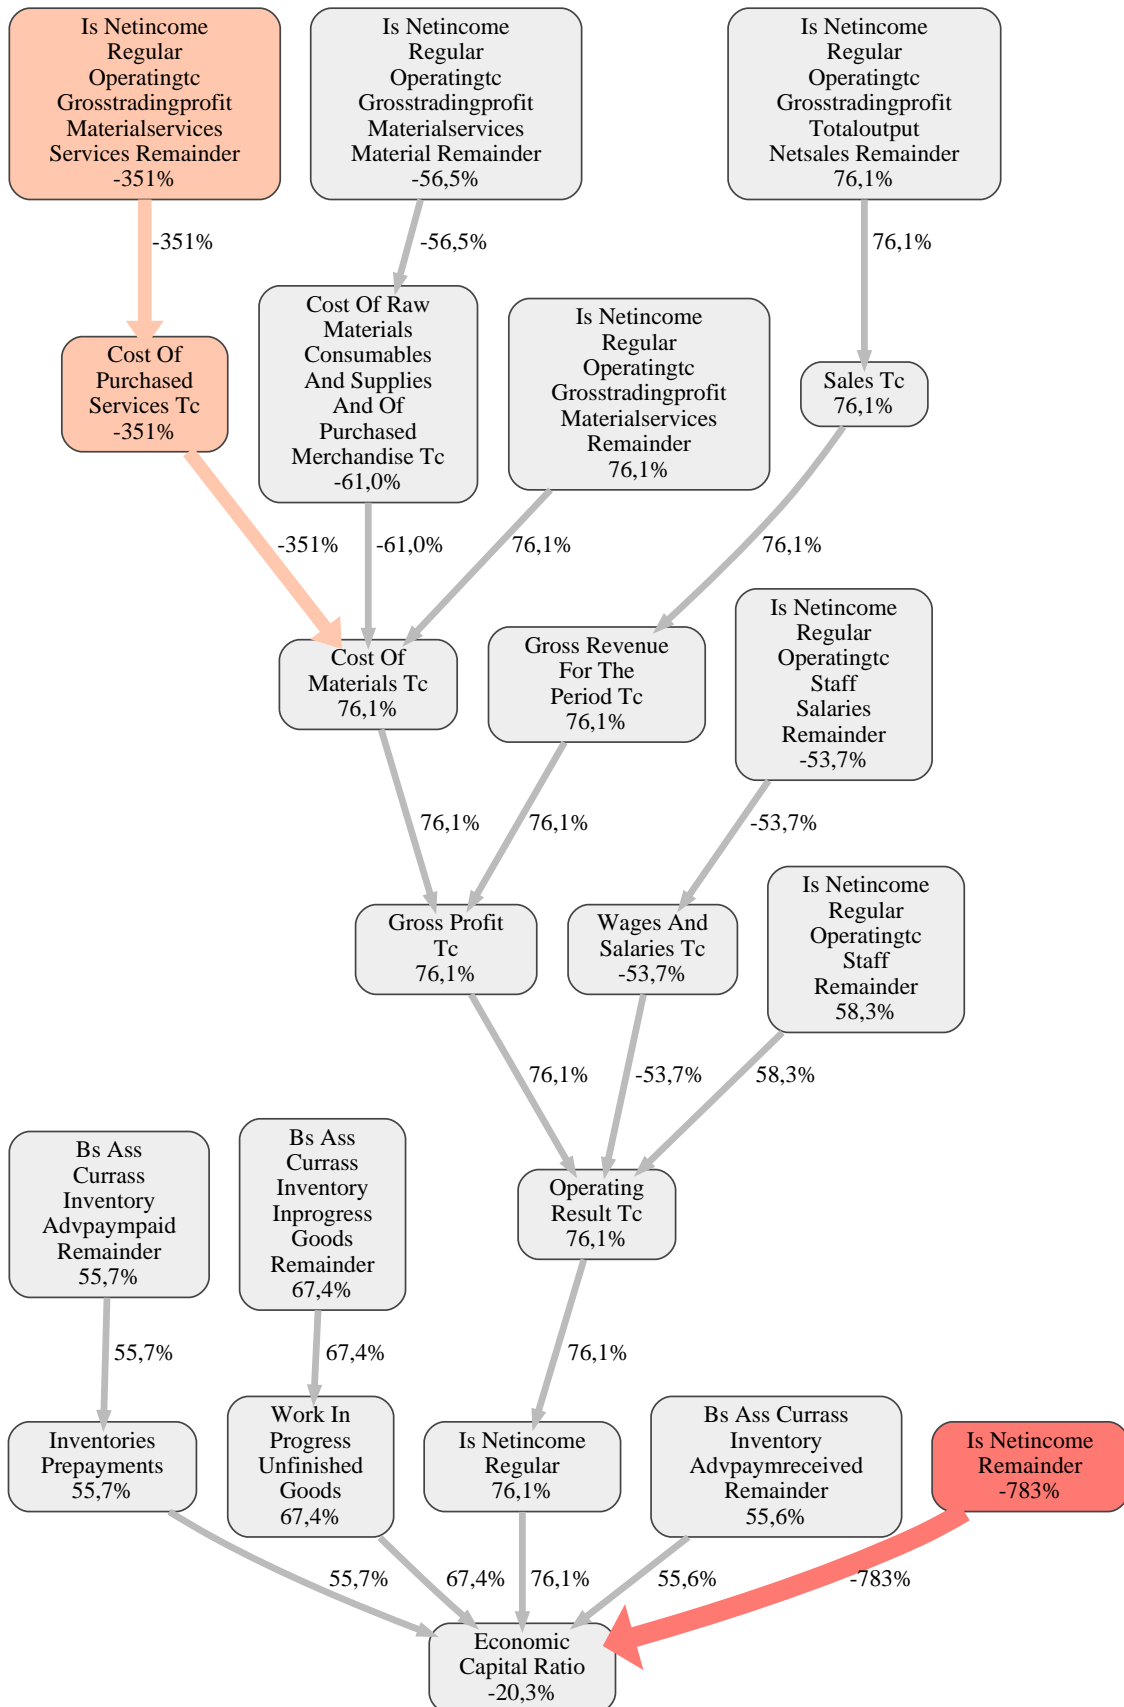 Is Netincome
Regular
Operatingtc
Grosstradingprofit
Materialservices
Services Remainder
-351%
Is Netincome
Regular
Operatingtc
Grosstradingprofit
Materialservices
Material Remainder
-56,5%
Is Netincome
Regular
Operatingtc
Grosstradingprofit
Totaloutput
Netsales Remainder
76,1%
-351%
-56,5%
76,1%
Cost Of
Purchased
Services Tc
-351%
Cost Of Raw
Materials
Consumables
And Supplies
And Of
Purchased
Merchandise Tc
-61,0%
Is Netincome
Regular
Operatingtc
Grosstradingprofit
Materialservices
Remainder
76,1%
Sales Tc
76,1%
-351%
-61,0%
76,1%
76,1%
Cost Of
Materials Tc
76,1%
Gross Revenue
For The
Period Tc
76,1%
Is Netincome
Regular
Operatingtc
Staff
Salaries
Remainder
-53,7%
76,1%
76,1%
-53,7%
Gross Profit
Tc
76,1%
Wages And
Salaries Tc
-53,7%
Is Netincome
Regular
Operatingtc
Staff
Remainder
58,3%
76,1%
-53,7%
58,3%
Bs Ass
Currass
Inventory
Advpaympaid
Remainder
55,7%
Bs Ass
Currass
Inventory
Inprogress
Goods
Remainder
67,4%
Operating
Result Tc
76,1%
55,7%
67,4%
76,1%
Inventories
Prepayments
55,7%
Work In
Progress
Unfinished
Goods
67,4%
Is Netincome
Regular
76,1%
Bs Ass Currass
Inventory
Advpaymreceived
Remainder
55,6%
Is Netincome
Remainder
-783%
55,7%
67,4%
76,1%
55,6%
-783%
Economic
Capital Ratio
-20,3%